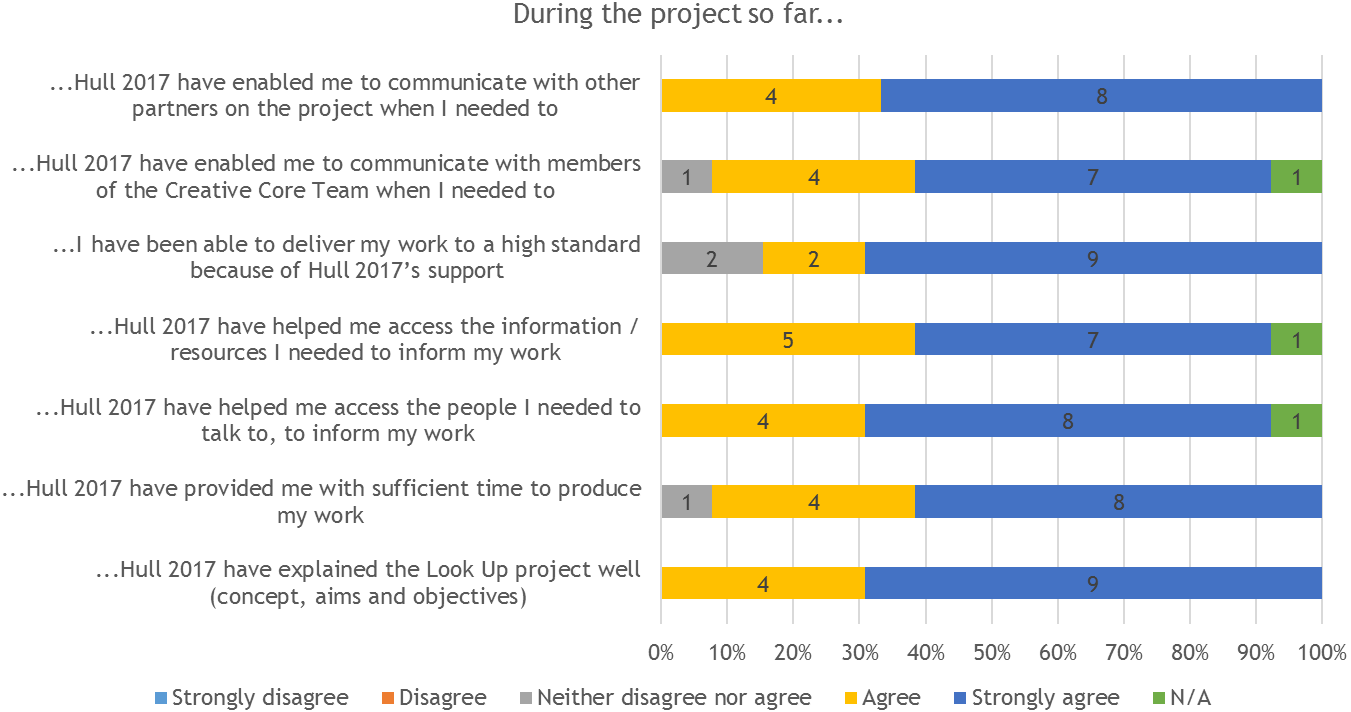 During the project so far...
...Hull 2017 have enabled me to communicate with other
partners on the project when I needed to
4 8
...Hull 2017 have enabled me to communicate with members
of the Creative Core Team when I needed to
1 4 7 1
...I have been able to deliver my work to a high standard
because of Hull 2017’s support
2 2 9
...Hull 2017 have helped me access the information /
resources I needed to inform my work
5 7 1
...Hull 2017 have helped me access the people I needed to
talk to, to inform my work
4 8 1
...Hull 2017 have provided me with sufficient time to produce
my work
1 4 8
...Hull 2017 have explained the Look Up project well
(concept, aims and objectives)
4 9
0% 10% 20% 30% 40% 50% 60% 70% 80% 90% 100%
Strongly disagree Disagree Neither disagree nor agree Agree Strongly agree N/A